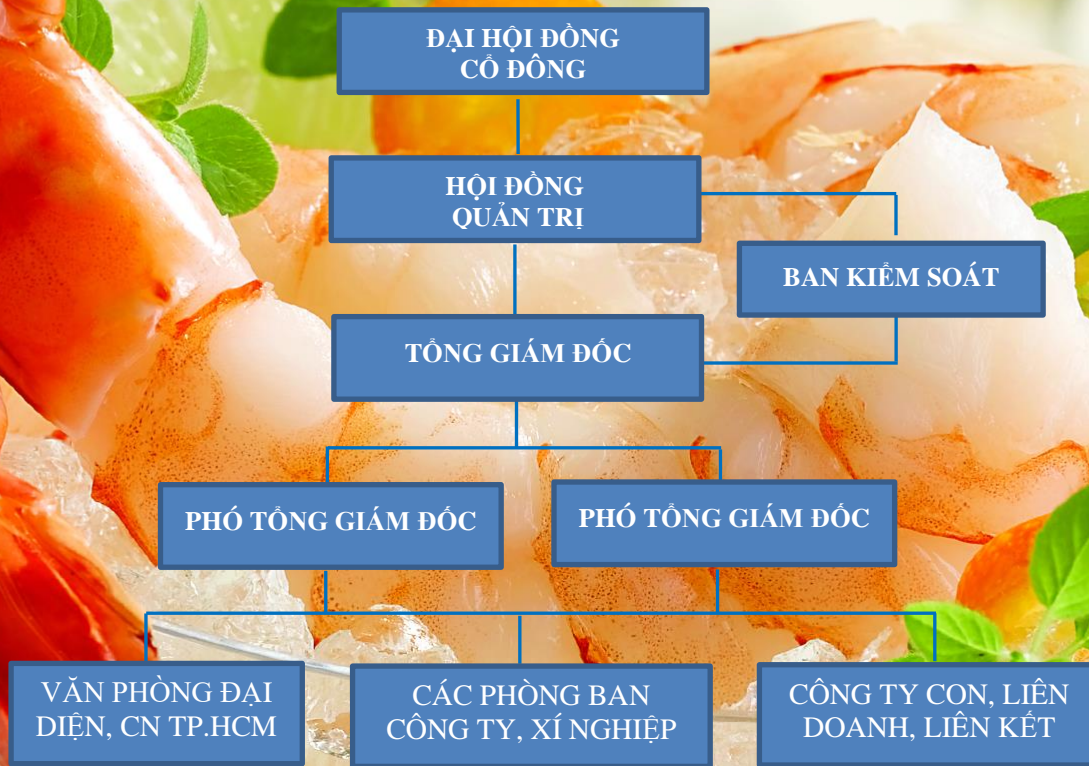 ĐẠI HỘI ĐỒNG
CỔ ĐÔNG
HỘI ĐỒNG
QUẢN TRỊ
BAN KIỂM SOÁT
TỔNG GIÁM ĐỐC
PHÓ TỔNG GIÁM ĐỐC
PHÓ TỔNG GIÁM ĐỐC
VĂN PHÒNG ĐẠI
DIỆN, CN TP.HCM
CÁC PHÒNG BAN
CÔNG TY, XÍ NGHIỆP
CÔNG TY CON, LIÊN
DOANH, LIÊN KẾT